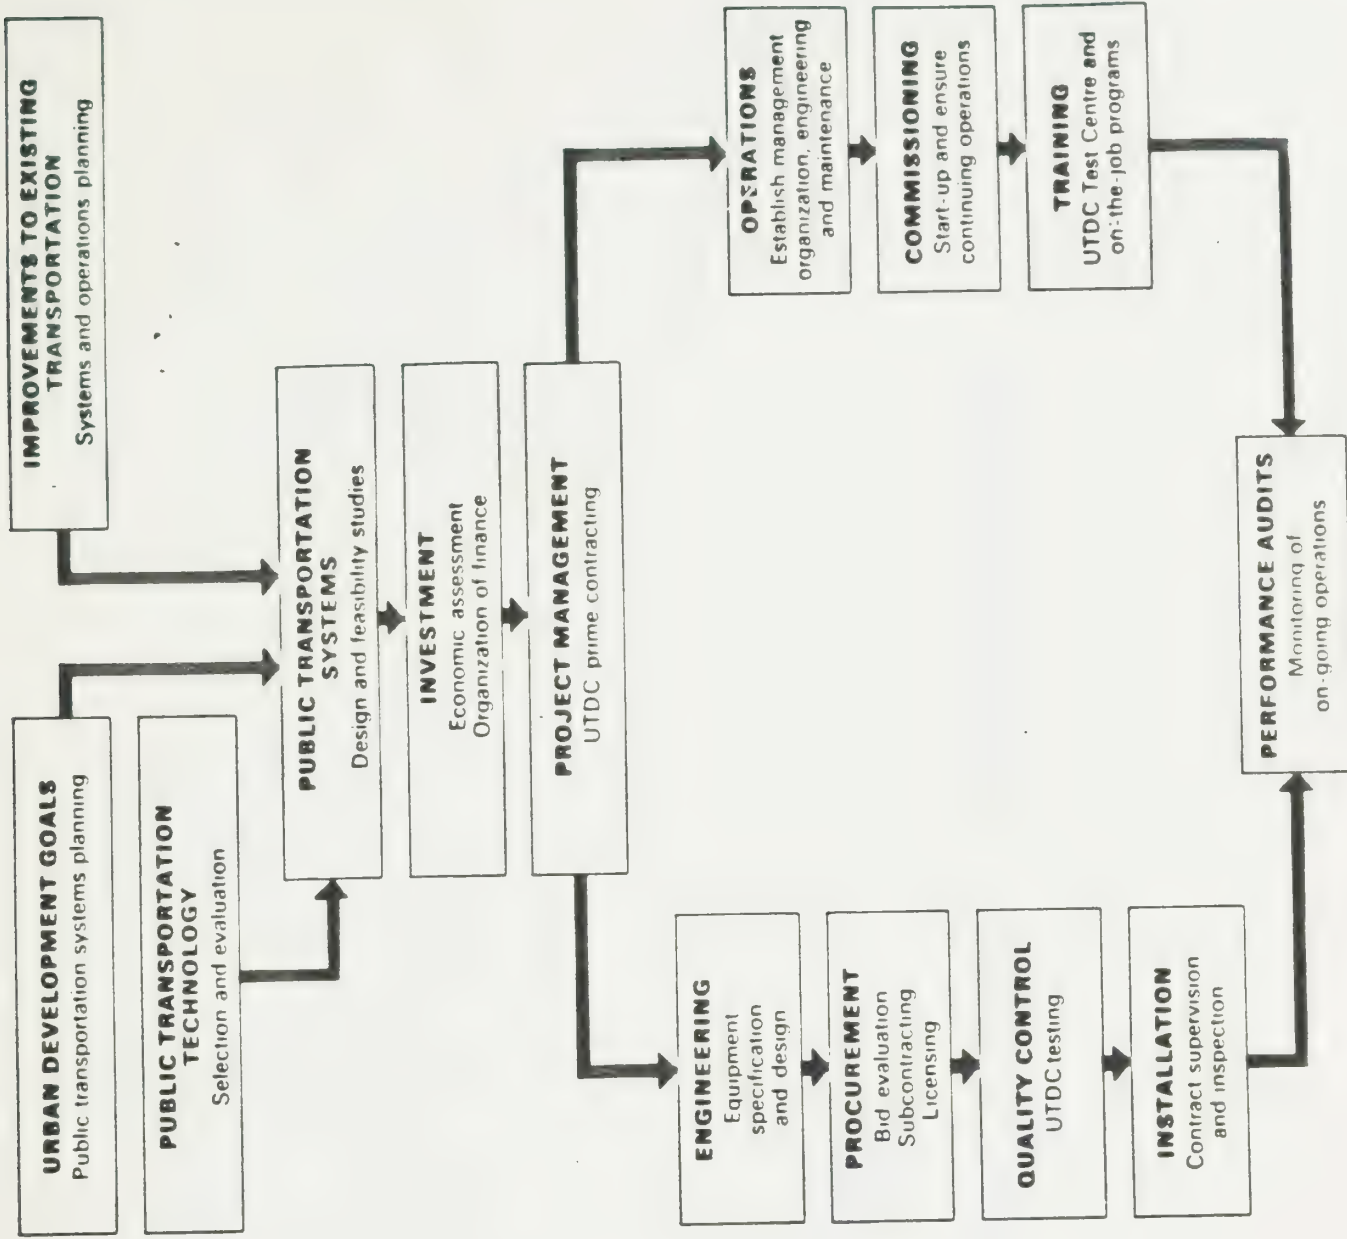 URBAN DEVELOPMENT GOALS
Public transportation systems planning
PUBLIC TRANSPORTATION
TECHNOLOGY
Selection and evaluation
IMPROVEMENTS TO EXISTING
TRANSPORTATION
Systems and operations planning
PUBLIC TRANSPORTATION
SYSTEMS
Design and feasibility studies
INVESTMENT
Economic assessment
Organization of finance
PROJECT MANAGEMENT
UTDC prime contracting
ENGINEERING
Equipment
specification
and design
PROCUREMENT
Bid evaluation
Subcontracting
Licensing
QUALITY CONTROL
UTDC testing
INSTALLATION
Contract supervision
and inspection
OPERATIONS
Establish management
organization, engineering
and maintenance
COMMISSIONING
Start-up and ensure
continuing operations
TRAINING
UTDC Test Centre and
on-the-job programs
PERFORMANCE AUDITS
Monitoring of
on-going operations